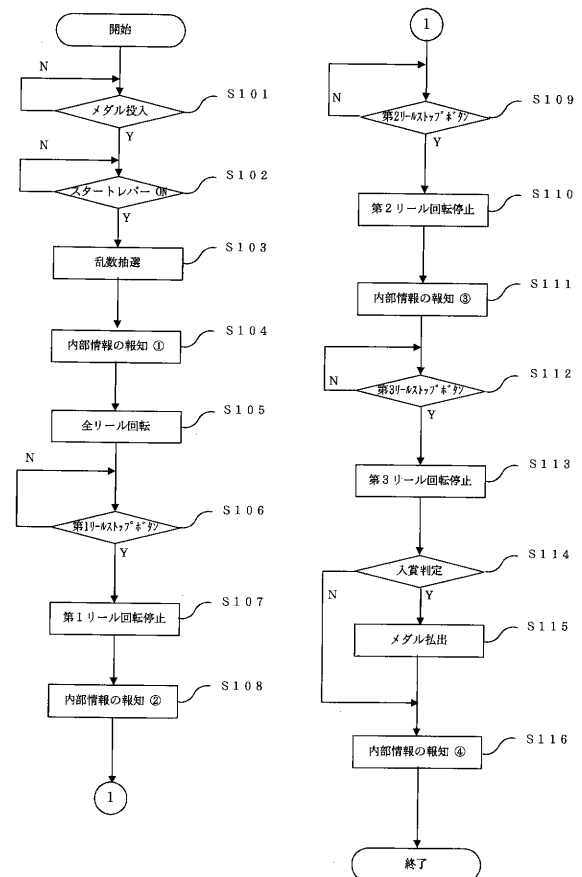 開始
N
メダル投入
S101
Y
N
スタートレバー ON
S102
Y
乱数抽選
S103
内部情報の報知 ①
S104
全リール回転
S105
N
第1リールストップボタン
S106
Y
第1リール回転停止
S107
内部情報の報知 ②
S108
1
1
N
第2リールストップボタン
S109
Y
第2リール回転停止
S110
内部情報の報知 ③
S111
N
第3リールストップボタン
S112
Y
第3リール回転停止
S113
入賞判定
S114
N
Y
メダル払出
S115
内部情報の報知 ④
S116
終了